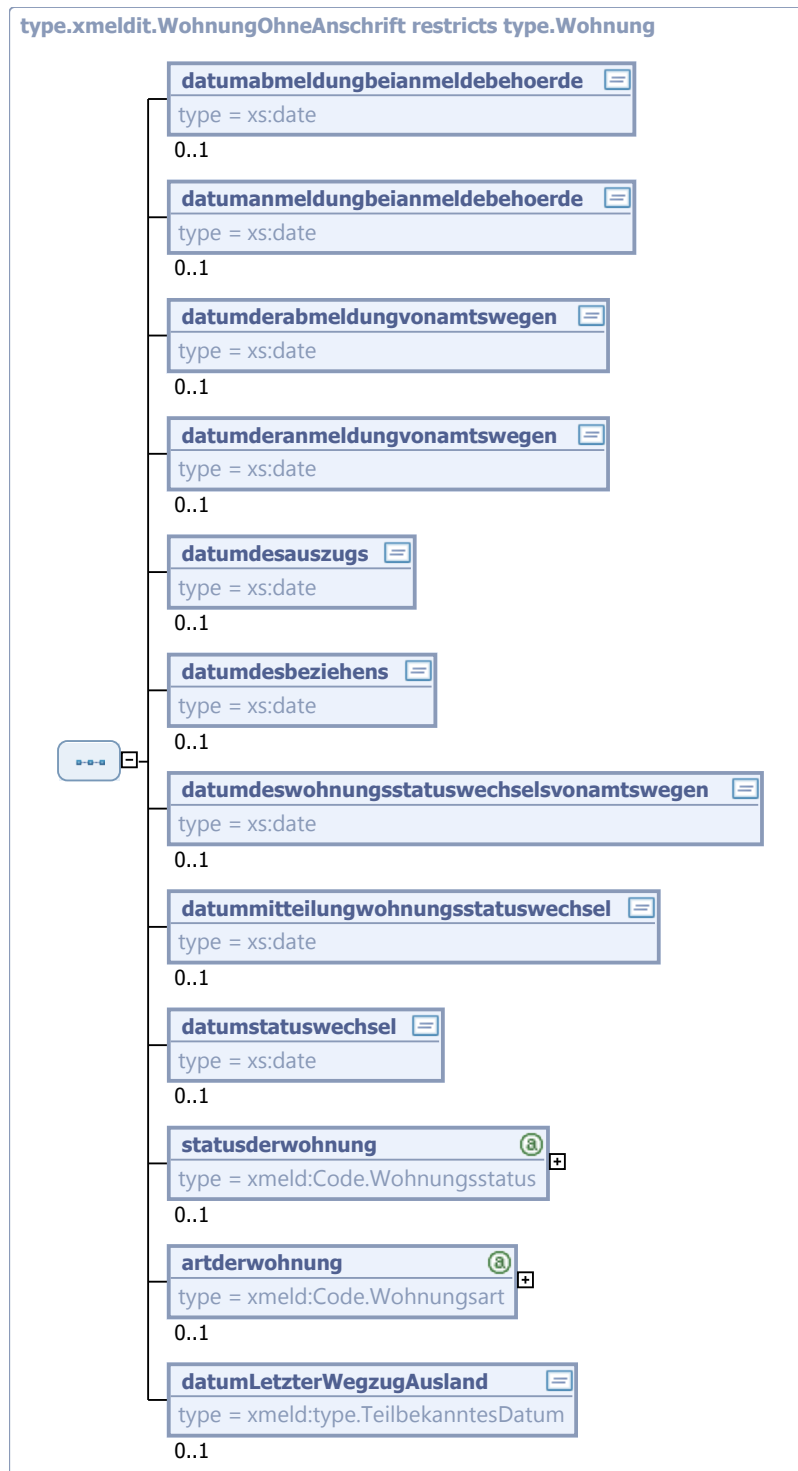 type.xmeldit.WohnungOhneAnschrift restricts type.Wohnung
datumabmeldungbeianmeldebehoerde
type = xs:date
0..1
datumanmeldungbeianmeldebehoerde
type = xs:date
0..1
datumderabmeldungvonamtswegen
type = xs:date
0..1
datumderanmeldungvonamtswegen
type = xs:date
0..1
datumdesauszugs
type = xs:date
0..1
datumdesbeziehens
type = xs:date
0..1
datumdeswohnungsstatuswechselsvonamtswegen
type = xs:date
0..1
datummitteilungwohnungsstatuswechsel
type = xs:date
0..1
datumstatuswechsel
type = xs:date
0..1
statusderwohnung
type = xmeld:Code.Wohnungsstatus
0..1
artderwohnung
type = xmeld:Code.Wohnungsart
0..1
datumLetzterWegzugAusland
type = xmeld:type.TeilbekanntesDatum
0..1